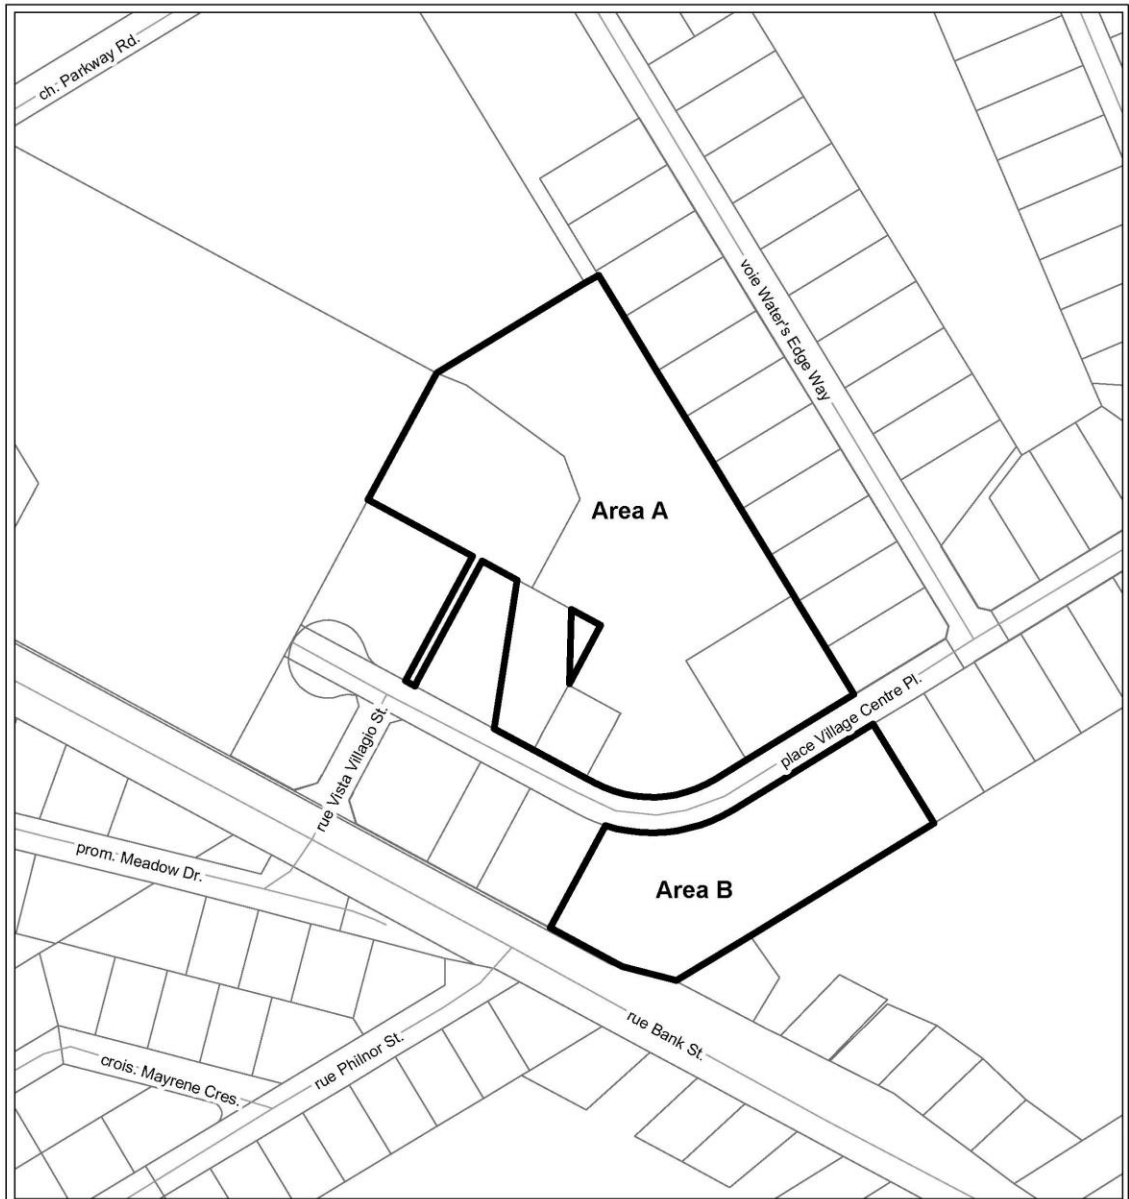 ch. Parkway Rd.
voie Water's Edge Way
Area A
place Village Centre Pl.
rue Vista Villagio St.
prom. Meadow Dr.
Area B
rue Bank St.
rue Philnor St.
crois. Mayrene Cres.